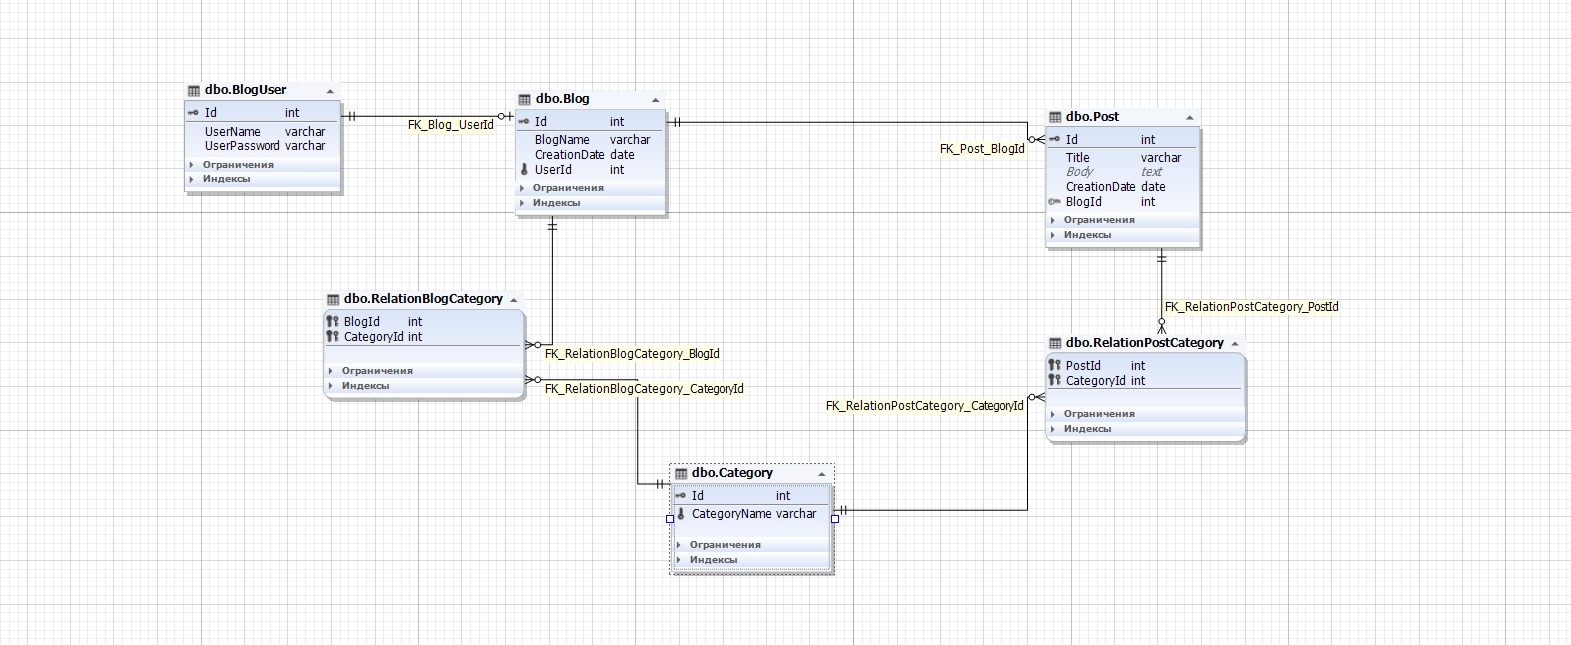 dbo.BlogUser
Id int
UserName varchar
UserPassword varchar
Ограничения
Индексы
FK_Blog_UserId
dbo.Blog
Id int
BlogName varchar
CreationDate date
UserId int
Ограничения
Индексы
FK_Post_BlogId
dbo.Post
Id int
Title varchar
Body text
CreationDate date
BlogId int
Ограничения
Индексы
dbo.RelationBlogCategory
BlogId int
CategoryId int
Ограничения
Индексы
FK_RelationBlogCategory_BlogId
FK_RelationBlogCategory_CategoryId
FK_RelationPostCategory_PostId
dbo.RelationPostCategory
PostId int
CategoryId int
Ограничения
Индексы
FK_RelationPostCategory_CategoryId
dbo.Category
Id int
CategoryName varchar
Ограничения
Индексы